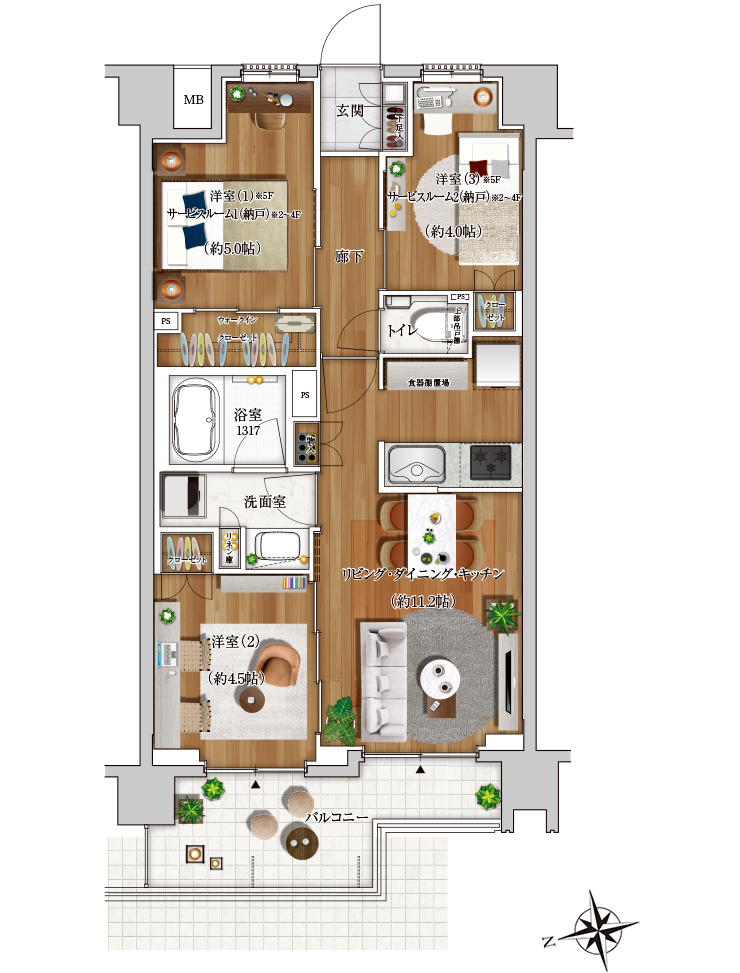 MB
玄関
下足入
洋室(1)※5F
サービスルーム1(納戸)※2~4F
(約5.0帖)
洋室(3)※5F
サービスルーム2(納戸)※2~4F
(約4.0帖)
廊下
PS
ウォークイン
クローゼット
トイレ
PS
上部吊戸棚
クロー
ゼット
食器棚置場
浴室
1317
PS
物入
洗面室
リネン庫
クローゼット
リビング・ダイニング・キッチン
(約11.2帖)
洋室(2)
(約4.5帖)
バルコニー
Z